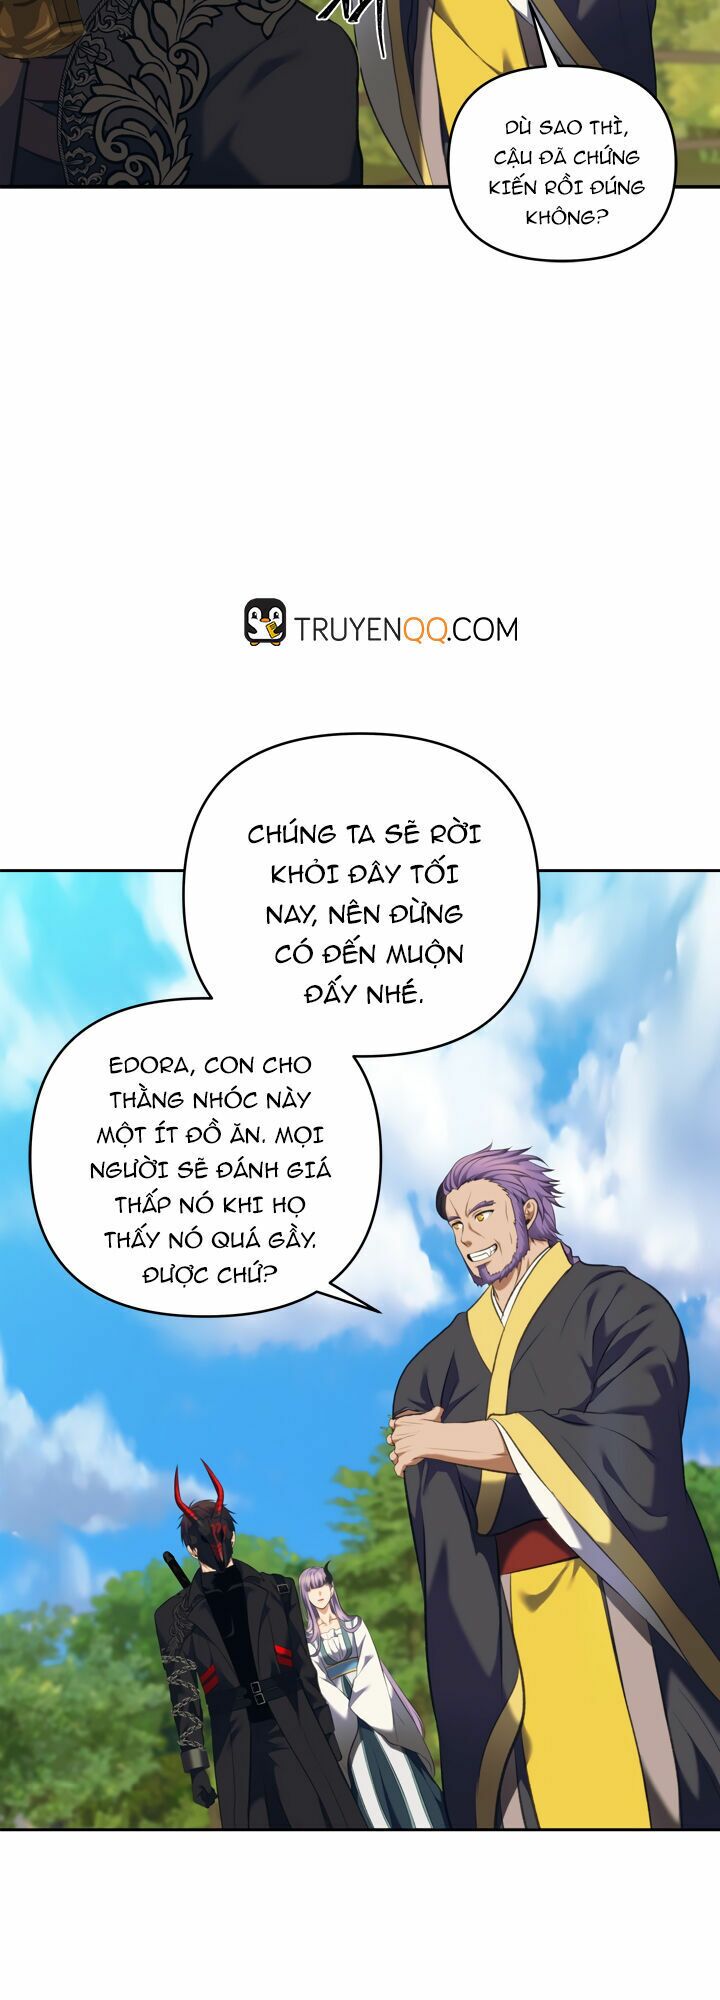 DÙ SAO THÌ,
CẬU ĐÃ CHỨNG
KIẾN RỒI ĐÚNG
KHÔNG?
TRUYENQQ.COM
CHÚNG TA SẼ RỜI
KHỎI ĐÂY TỐI
NAY, NÊN ĐỪNG
CÓ ĐẾN MUỘN
ĐẤY NHÉ.
EDORA, CON CHO
THẰNG NHÓC NÀY
MỘT ÍT ĐỒ ĂN. MỌI
NGƯỜI SẼ ĐÁNH GIÁ
THẤP NÓ KHI HỌ
THẤY NÓ QUÁ GẦY.
ĐƯỢC CHỨ?